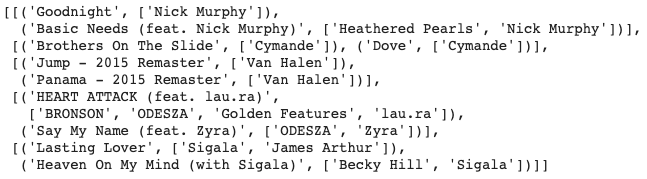 [[('Goodnight', ['Nick Murphy']),
('Basic Needs (feat. Nick Murphy)', ['Heathered Pearls', 'Nick Murphy'])],
[('Brothers On The Slide', ['Cymande']), ('Dove', ['Cymande'])],
[('Jump - 2015 Remaster', ['Van Halen']),
('Panama - 2015 Remaster', ['Van Halen'])],
[('HEART ATTACK (feat. lau.ra)',
['BRONSON', 'ODESZA', 'Golden Features', 'lau.ra']),
('Say My Name (feat. Zyra)', ['ODESZA', 'Zyra'])],
[('Lasting Lover', ['Sigala', 'James Arthur']),
('Heaven On My Mind (with Sigala)', ['Becky Hill', 'Sigala'])]]